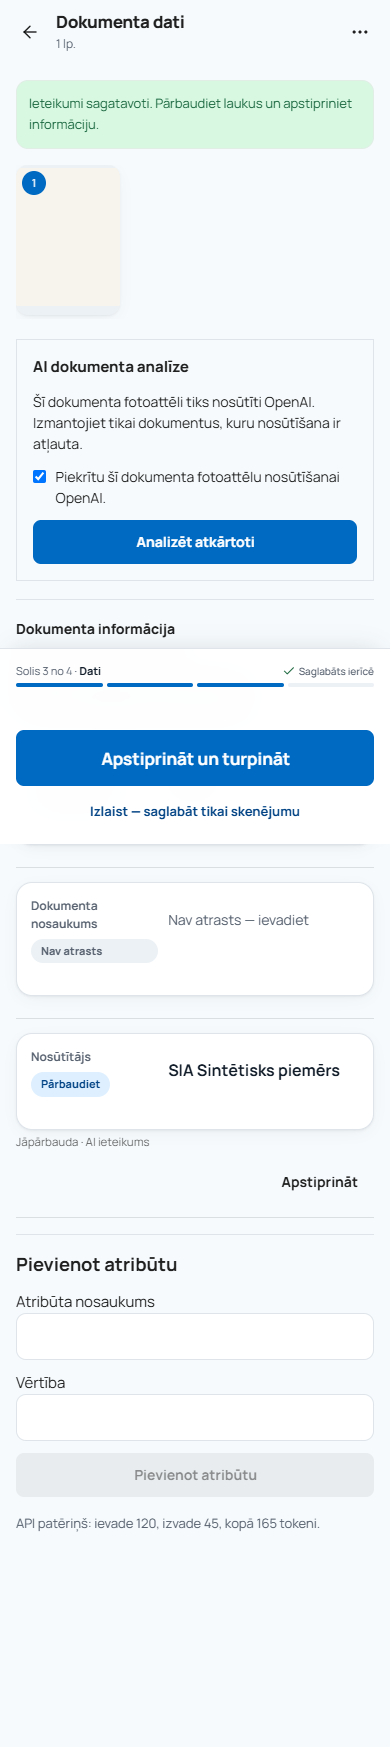 Dokumenta dati
1 lp.
Ieteikumi sagatavoti. Pārbaudiet laukus un apstipriniet
informāciju.
1
AI dokumenta analīze
Šī dokumenta fotoattēli tiks nosūtīti OpenAI.
Izmantojiet tikai dokumentus, kuru nosūtīšana ir
atļauta.
Piekrītu šī dokumenta fotoattēlu nosūtīšanai
OpenAI.
Analizēt atkārtoti
Dokumenta informācija
Solis 3 no 4 · Dati
Saglabāts ierīcē
Apstiprināt un turpināt
Izlaist — saglabāt tikai skenējumu
Dokumenta
nosaukums
Nav atrasts
Nav atrasts — ievadiet
Nosūtītājs
Pārbaudiet
SIA Sintētisks piemērs
Jāpārbauda · AI ieteikums
Apstiprināt
Pievienot atribūtu
Atribūta nosaukums
Vērtība
Pievienot atribūtu
API patēriņš: ievade 120, izvade 45, kopā 165 tokeni.